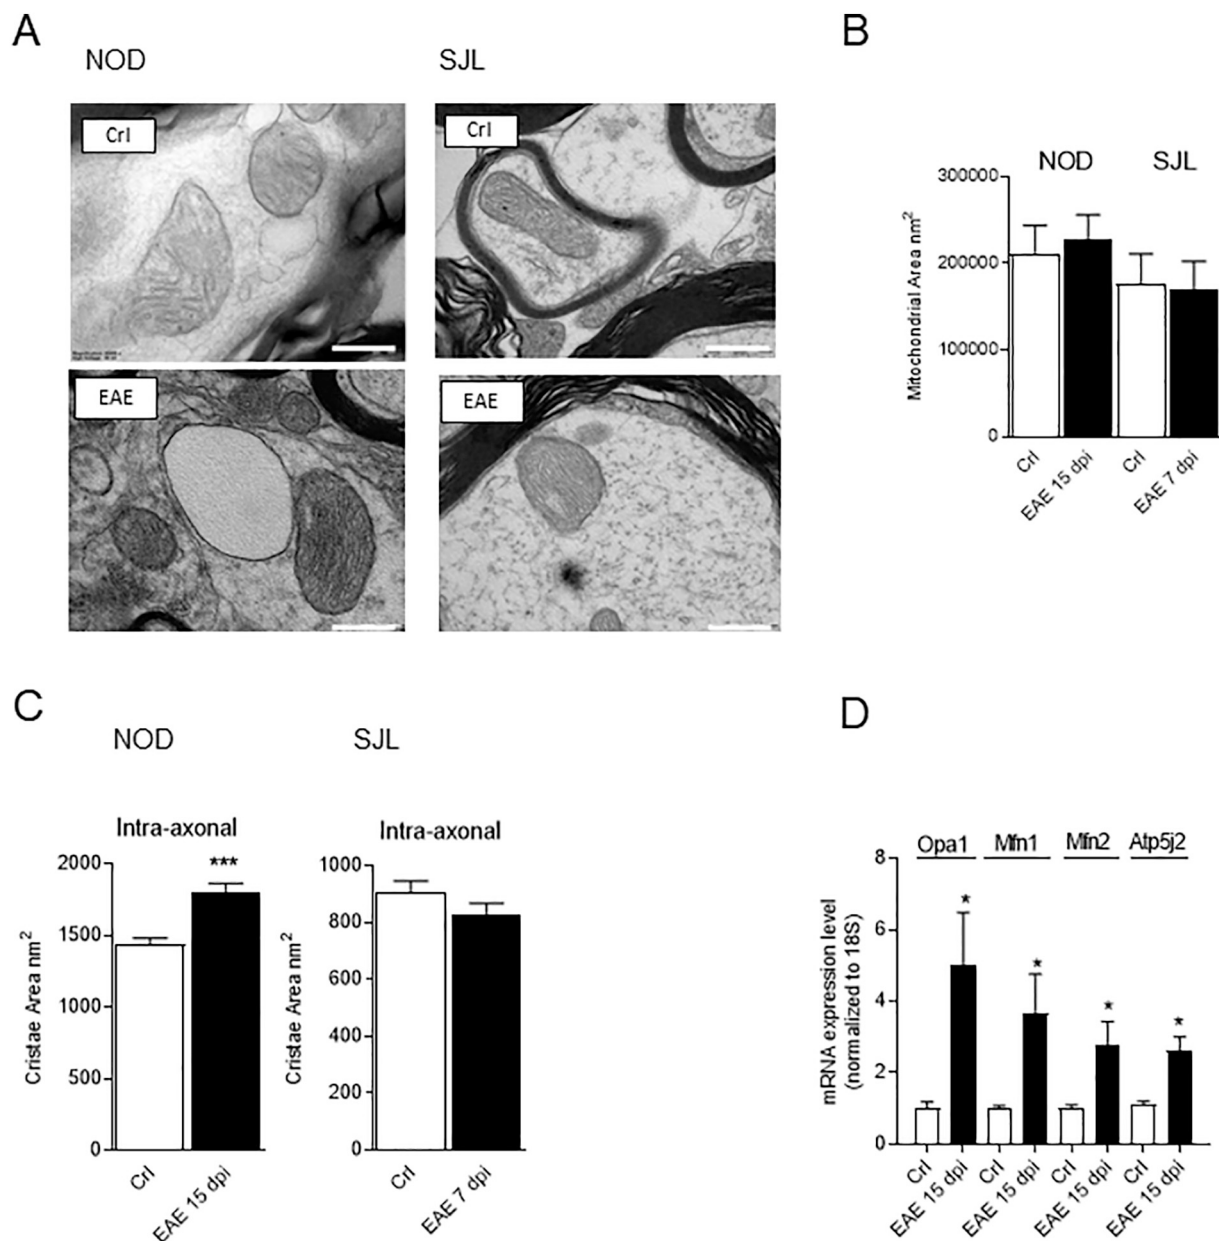 A
NOD
SJL
Crl
Crl
EAE
EAE
B
NOD
SJL
Mitochondrial Area nm2
300000
200000
100000
0
Crl
EAE 15 dpi
Crl
EAE 7 dpi
C
NOD
SJL
Intra-axonal
Cristae Area nm2
2000
1500
1000
500
0
***
Crl
EAE 15 dpi
Intra-axonal
Cristae Area nm2
1000
800
600
400
200
0
Crl
EAE 7 dpi
D
Opa1 Mfn1 Mfn2 Atp5j2
mRNA expression level
(normalized to 18S)
8
6
4
2
0
* * * *
Crl
EAE 15 dpi
Crl
EAE 15 dpi
Crl
EAE 15 dpi
Crl
EAE 15 dpi